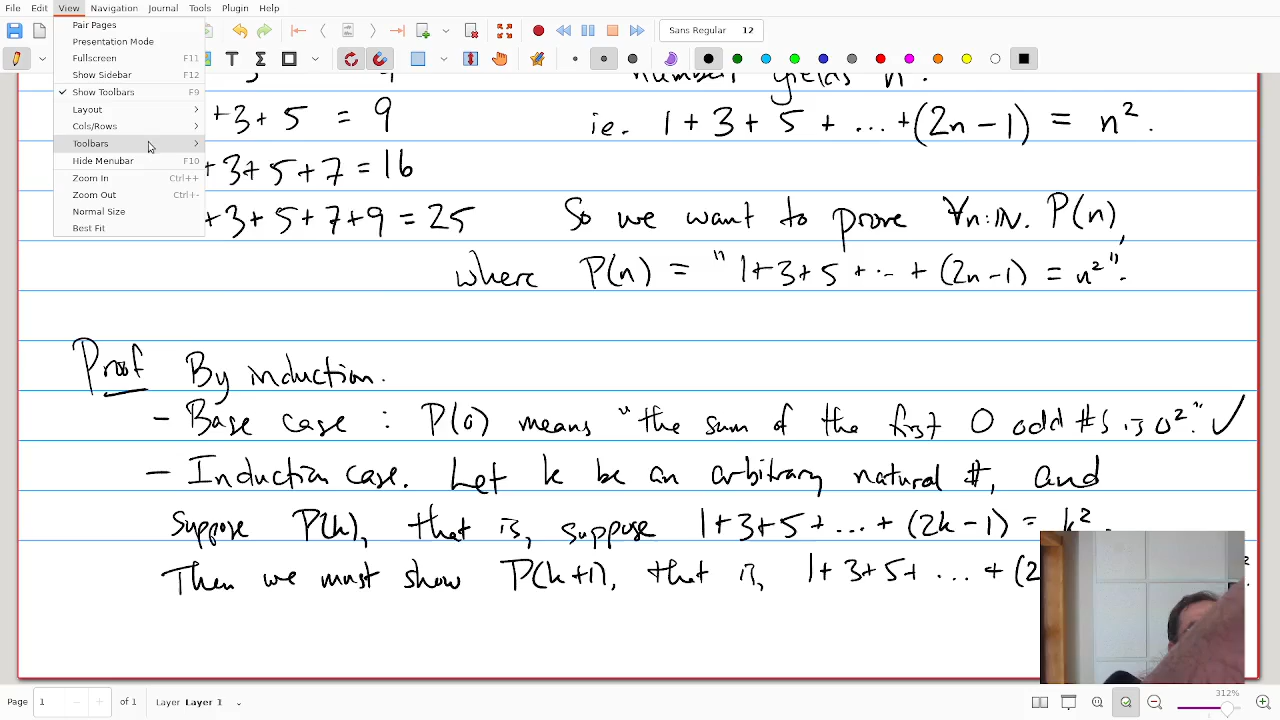 File Edit View Navigation Journal Tools Plugin Help
Pair Pages
Presentation Mode
Fullscreen F11
Show Sidebar F12
Show Toolbars F9
Layout
Cols/Rows
Toolbars
Hide Menubar F10
Zoom In Ctrl++
Zoom Out Ctrl+-
Normal Size
Best Fit
Sans Regular 12
number yields n².
+3+5 = 9
i.e. 1+3+5+...+(2n-1) = n².
+3+5+7=16
+3+5+7+9=25
So we want to prove ∀n:ℕ. P(n),
where P(n) = "1+3+5+...+(2n-1) = n²".
Proof By induction.
- Base case : P(0) means "the sum of the first 0 odd #s is 0²." ✓
- Induction case. Let k be an arbitrary natural #, and
suppose P(k), that is, suppose 1+3+5+...+(2k-1) = k².
Then we must show P(k+1), that is, 1+3+5+...+(2
Page 1 of 1 Layer Layer 1 312%